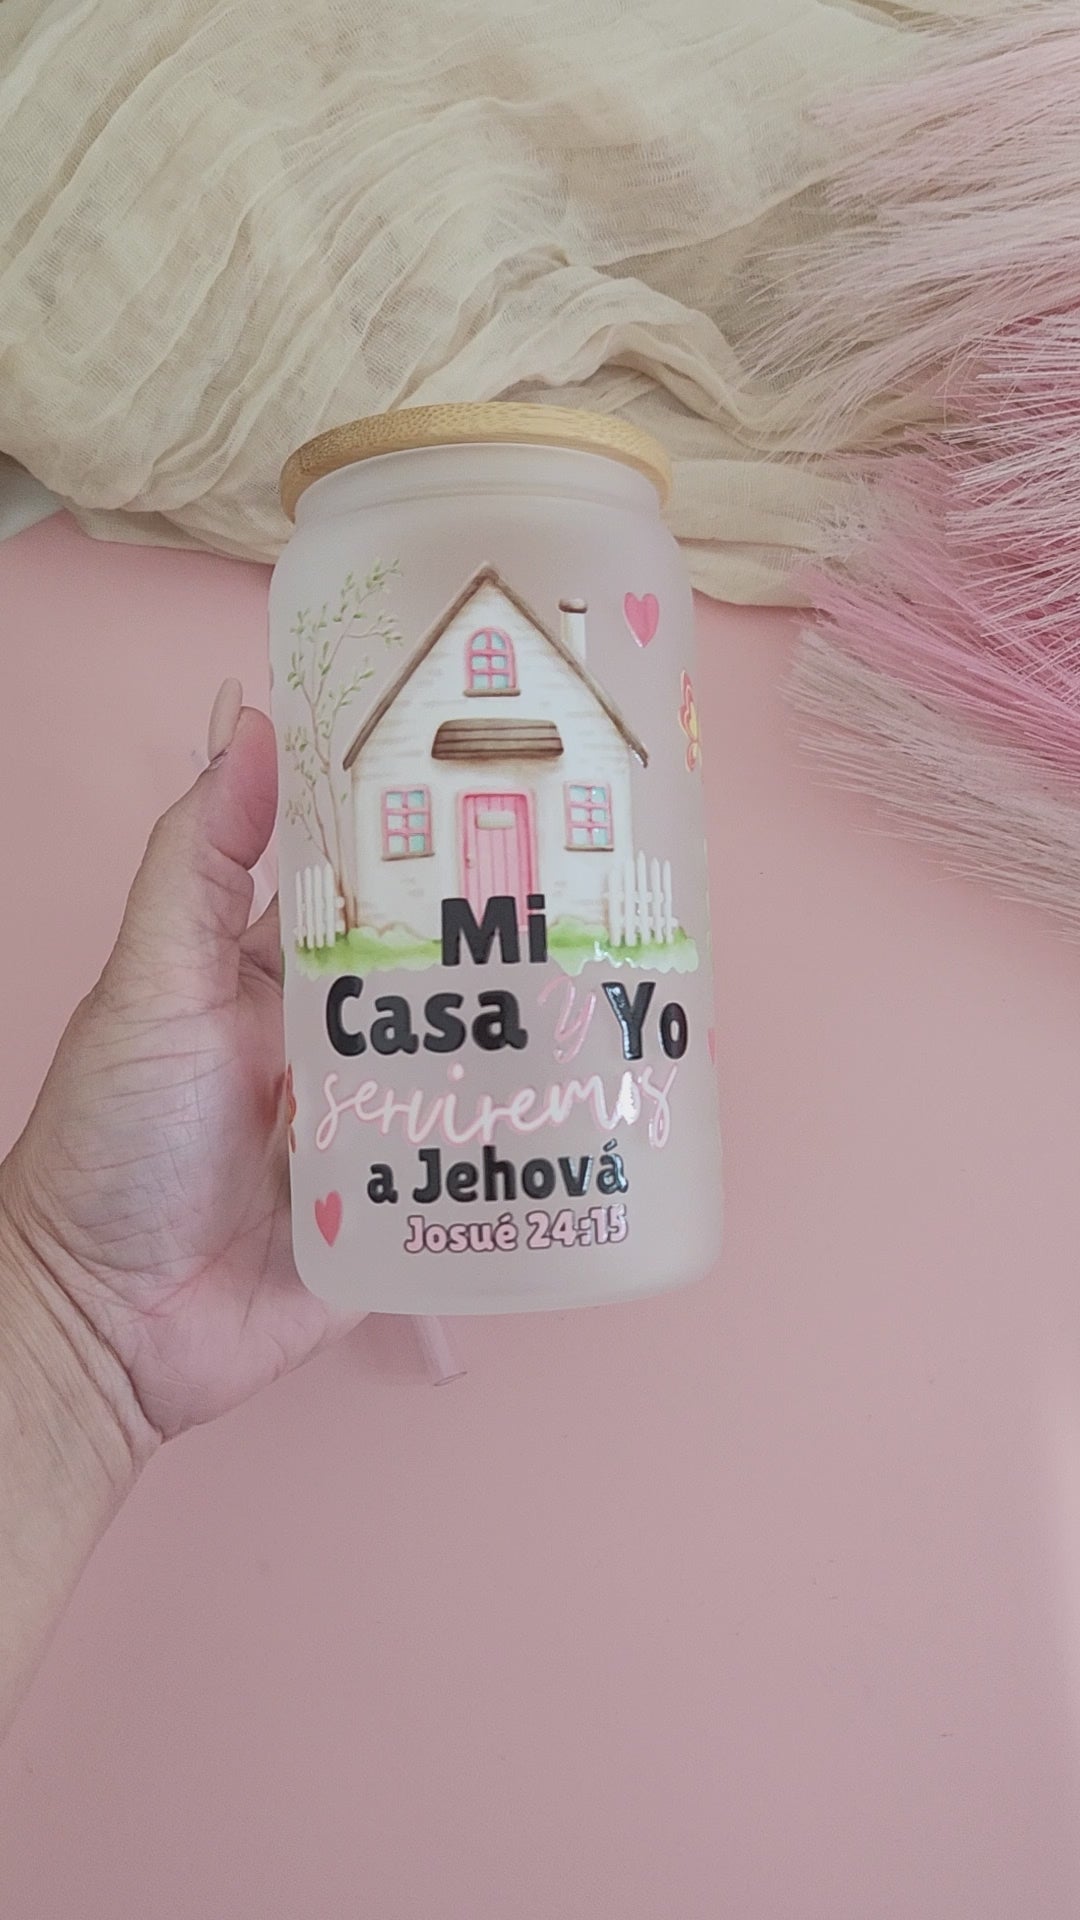 Mi
Casa y Yo
serviremos
a Jehová
Josué 24:15